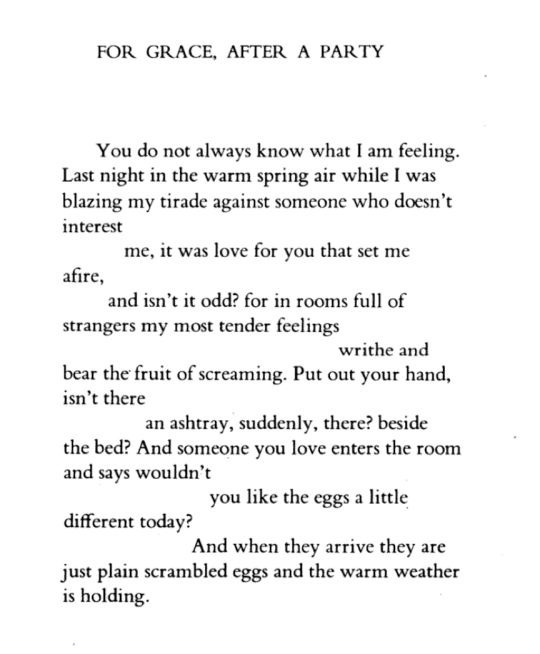 FOR GRACE, AFTER A PARTY
You do not always know what I am feeling.
Last night in the warm spring air while I was
blazing my tirade against someone who doesn't
interest
me, it was love for you that set me
afire,
and isn't it odd? for in rooms full of
strangers my most tender feelings
writhe and
bear the fruit of screaming. Put out your hand,
isn't there
an ashtray, suddenly, there? beside
the bed? And someone you love enters the room
and says wouldn't
you like the eggs a little
different today?
And when they arrive they are
just plain scrambled eggs and the warm weather
is holding.